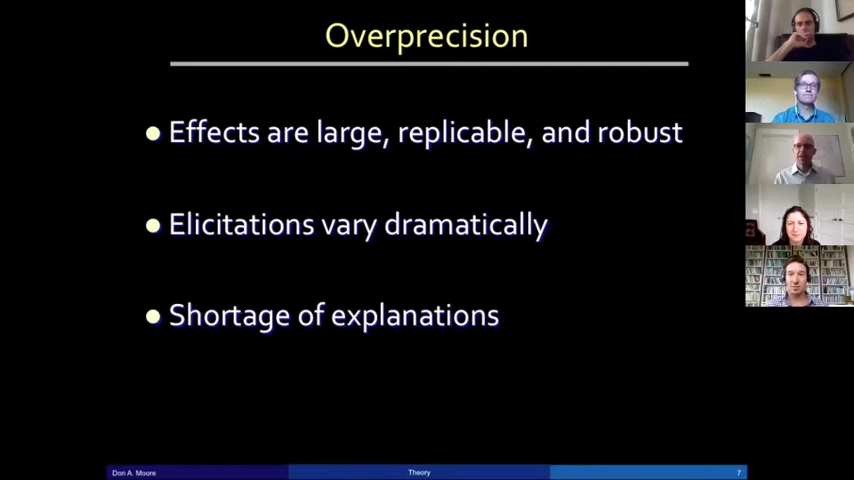 Overprecision
Effects are large, replicable, and robust
Elicitations vary dramatically
Shortage of explanations
Don A. Moore
Theory
7